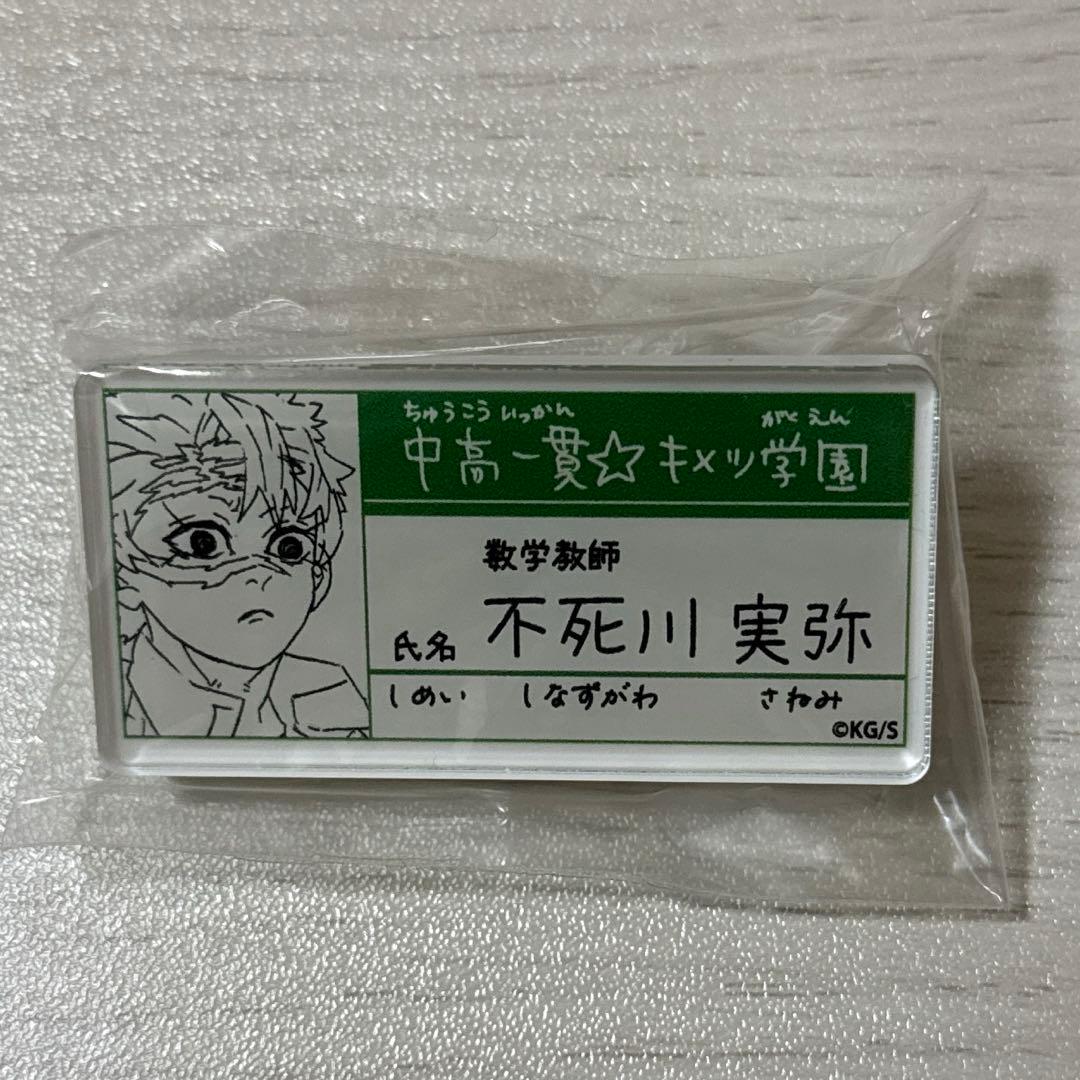 ちゅうこう いっかん がくえん
中高一貫☆キメツ学園
数学教師
氏名 不死川 実弥
しめい しなずがわ さねみ
©KG/S